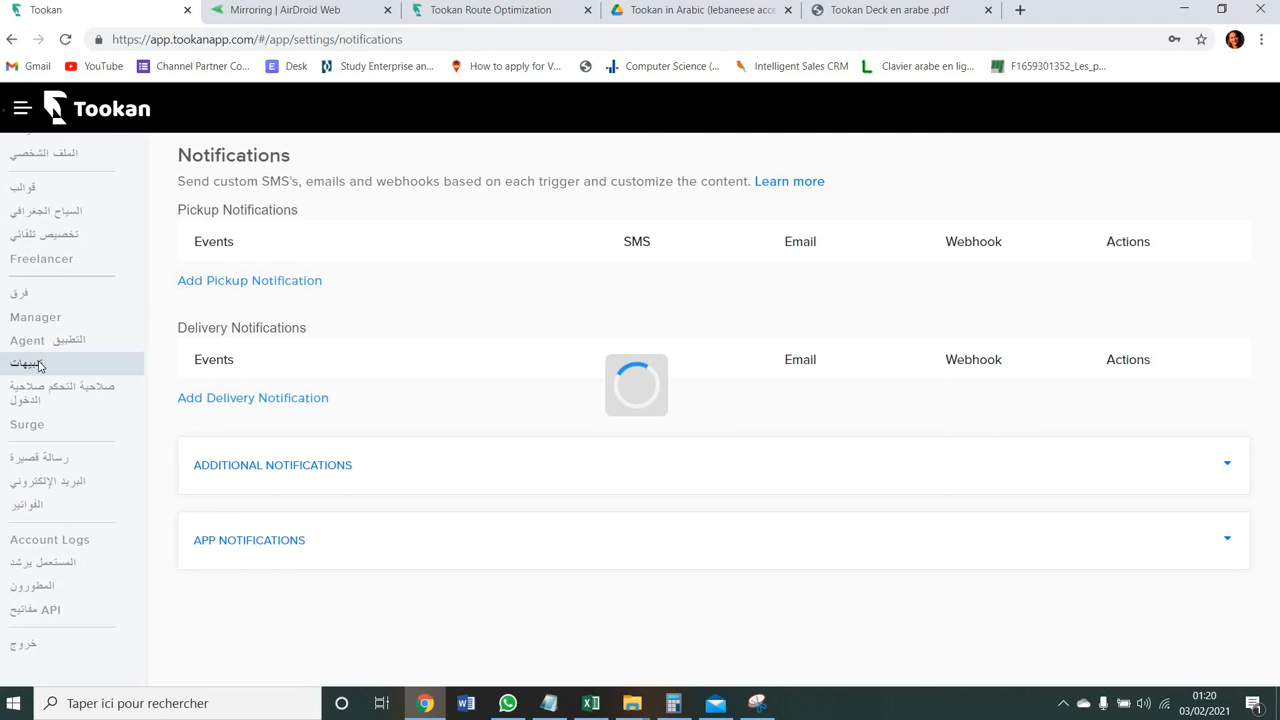 Tookan
Mirroring | AirDroid Web
Tookan Route Optimization
Tookan in Arabic (lebaneese acce
Tookan Deck en arabe .pdf
https://app.tookanapp.com/#/app/settings/notifications
Gmail
YouTube
Channel Partner Co...
Desk
Study Enterprise an...
How to apply for V...
Computer Science (...
Intelligent Sales CRM
Clavier arabe en lig...
F1659301352_Les_p...
Tookan
الملف الشخصي
قوالب
السياح الجغرافي
تخصيص تلقائي
Freelancer
فرق
Manager
Agent التطبيق
صلاحية التحكم صلاحية
الدخول
Surge
رسالة قصيرة
البريد الإلكتروني
الفواتير
Account Logs
المستعمل يرشد
المطورون
مفاتيح API
خروج
Notifications
Send custom SMS's, emails and webhooks based on each trigger and customize the content. Learn more
Pickup Notifications
Events SMS Email Webhook Actions
Add Pickup Notification
Delivery Notifications
Events Email Webhook Actions
Add Delivery Notification
ADDITIONAL NOTIFICATIONS
APP NOTIFICATIONS
Taper ici pour rechercher
01:20
03/02/2021
1